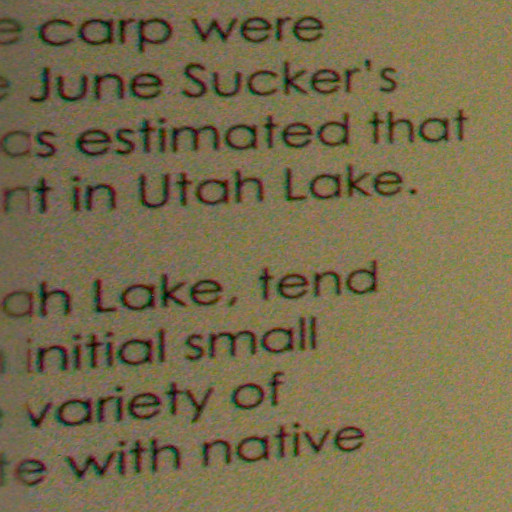 carp were
June Sucker's
as estimated that
nt in Utah Lake.
ah Lake, tend
initial small
variety of
te with native